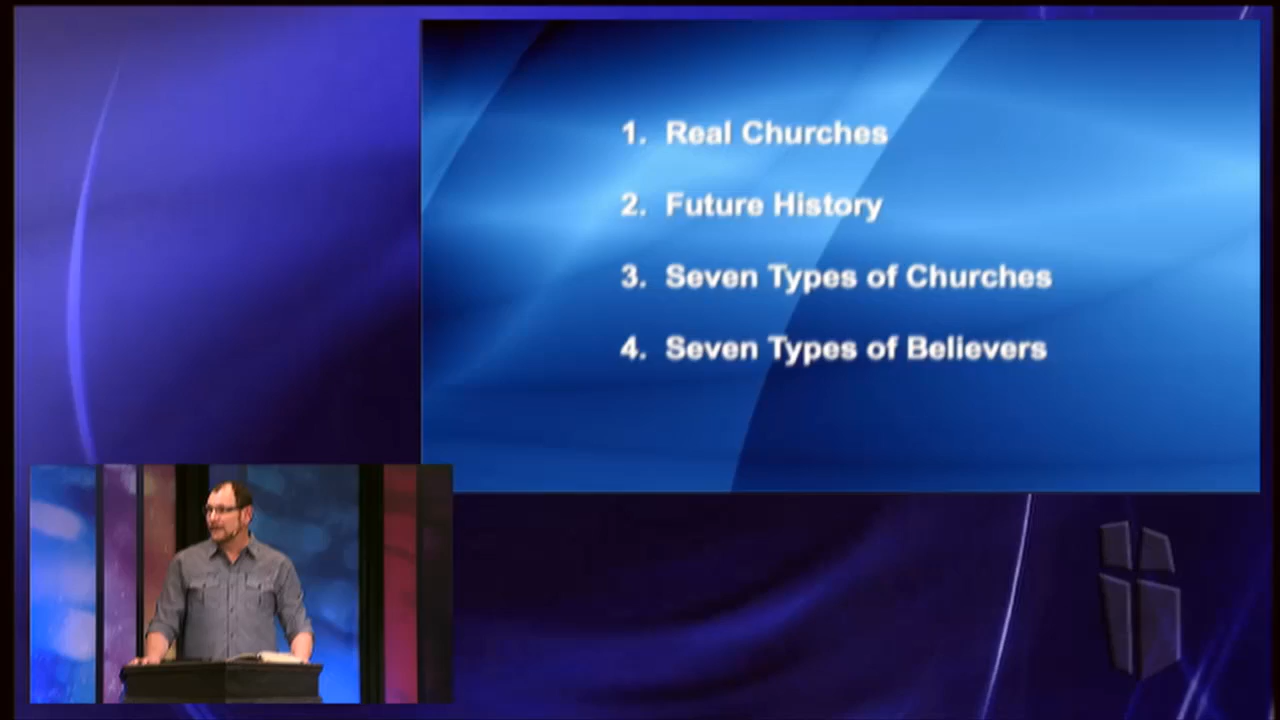 1. Real Churches
2. Future History
3. Seven Types of Churches
4. Seven Types of Believers